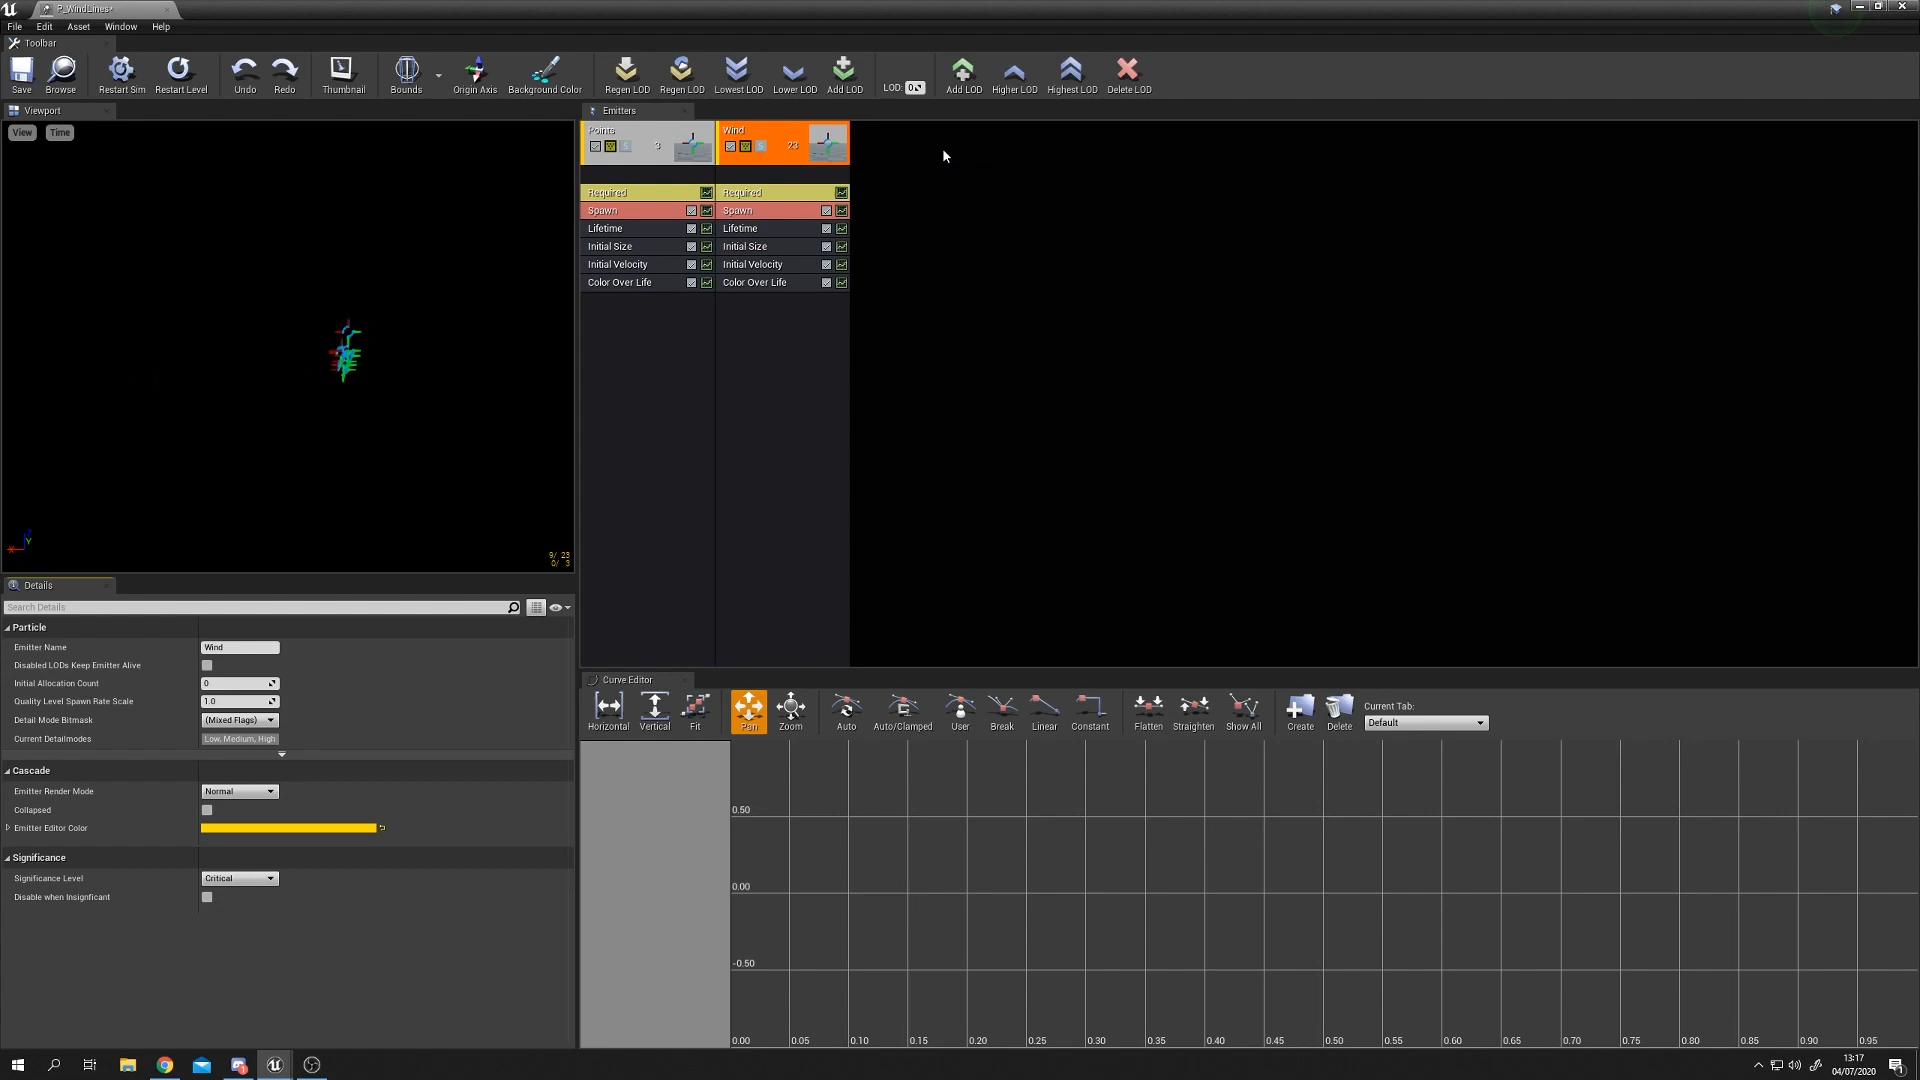 P_WindLines*
File Edit Asset Window Help
Toolbar
Save Browse Restart Sim Restart Level Undo Redo Thumbnail Bounds Origin Axis Background Color Regen LOD Regen LOD Lowest LOD Lower LOD Add LOD LOD: 0 Add LOD Higher LOD Highest LOD Delete LOD
Viewport
View Time
9/ 23
0/ 3
Emitters
Points Wind
S 3 S 23
Required Required
Spawn Spawn
Lifetime Lifetime
Initial Size Initial Size
Initial Velocity Initial Velocity
Color Over Life Color Over Life
X Y
Details
Search Details
Particle
Emitter Name Wind
Disabled LODs Keep Emitter Alive
Initial Allocation Count 0
Quality Level Spawn Rate Scale 1.0
Detail Mode Bitmask (Mixed Flags)
Current Detailmodes Low, Medium, High
Cascade
Emitter Render Mode Normal
Collapsed
Emitter Editor Color
Significance
Significance Level Critical
Disable when Insignficant
Curve Editor
Horizontal Vertical Fit Pan Zoom Auto Auto/Clamped User Break Linear Constant Flatten Straighten Show All Create Delete
Current Tab:
Default
0.50
0.00
-0.50
0.00 0.05 0.10 0.15 0.20 0.25 0.30 0.35 0.40 0.45 0.50 0.55 0.60 0.65 0.70 0.75 0.80 0.85 0.90 0.95
13:17
04/07/2020